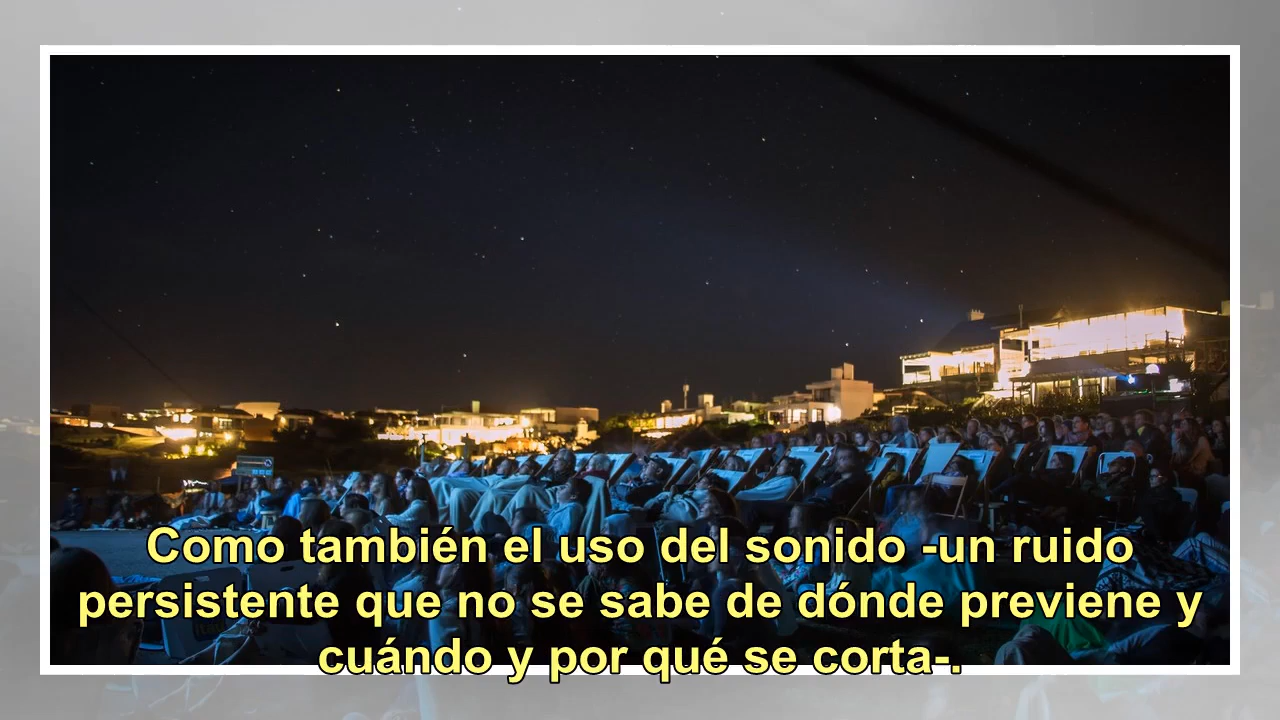 Como también el uso del sonido -un ruido
persistente que no se sabe de dónde previene y
cuándo y por qué se corta-.